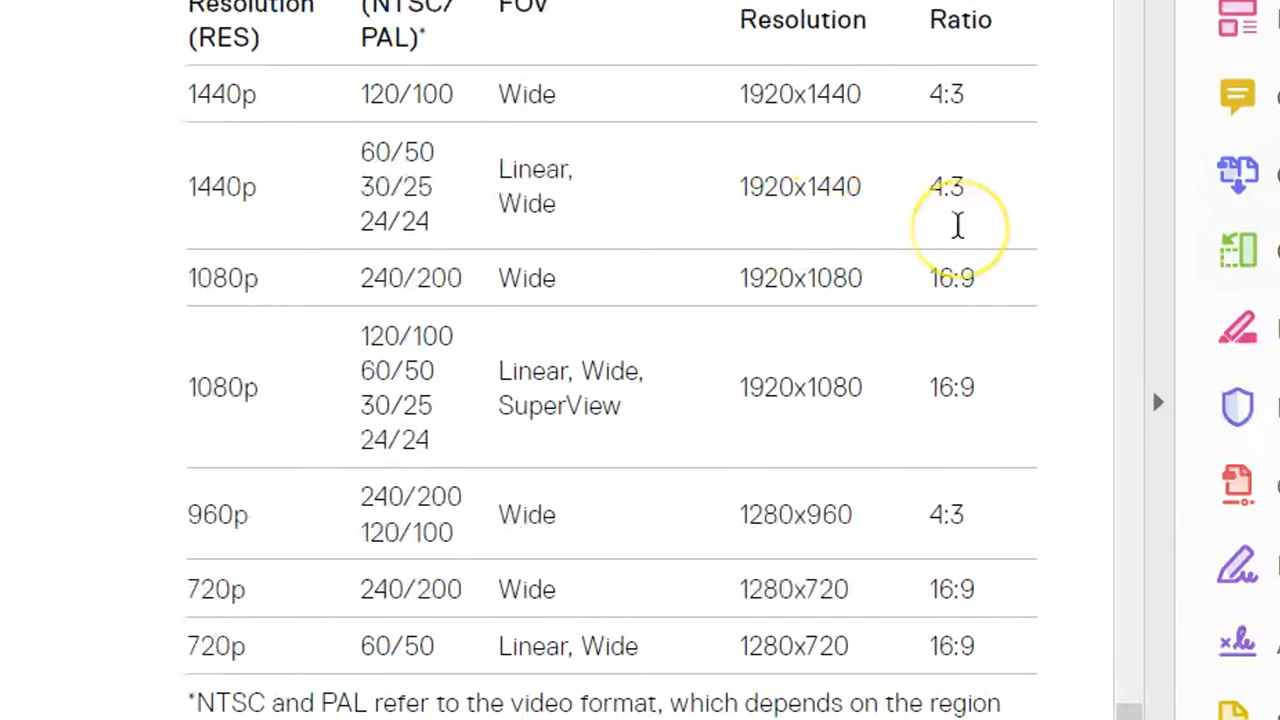 Resolution (NTSC/ FOV Resolution Ratio
(RES) PAL)*
1440p 120/100 Wide 1920x1440 4:3
60/50
30/25
24/24
1440p Linear,
Wide 1920x1440 4:3
1080p 240/200 Wide 1920x1080 16:9
120/100
60/50
30/25
24/24
1080p Linear, Wide,
SuperView 1920x1080 16:9
240/200
120/100
960p Wide 1280x960 4:3
720p 240/200 Wide 1280x720 16:9
720p 60/50 Linear, Wide 1280x720 16:9
*NTSC and PAL refer to the video format, which depends on the region